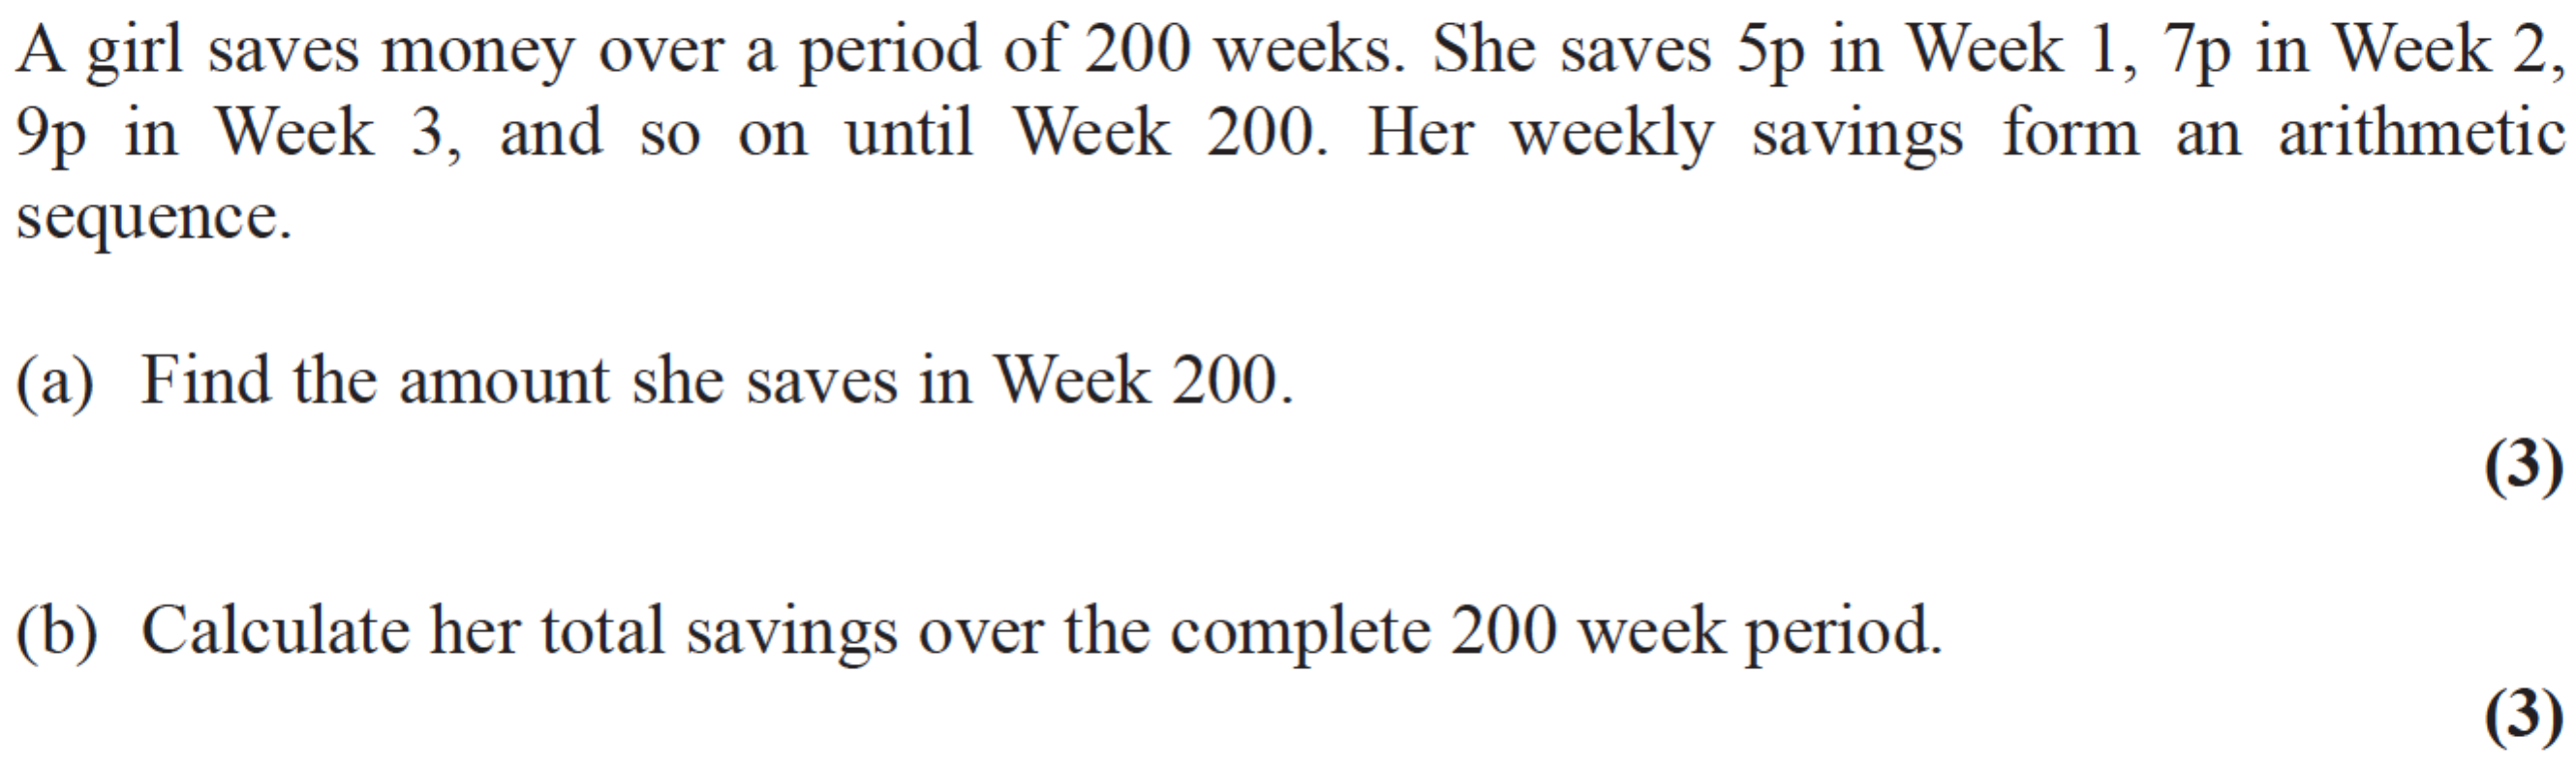 A girl saves money over a period of 200 weeks. She saves 5p in Week 1, 7p in Week 2,
9p in Week 3, and so on until Week 200. Her weekly savings form an arithmetic
sequence.
(a) Find the amount she saves in Week 200.
(3)
(b) Calculate her total savings over the complete 200 week period.
(3)